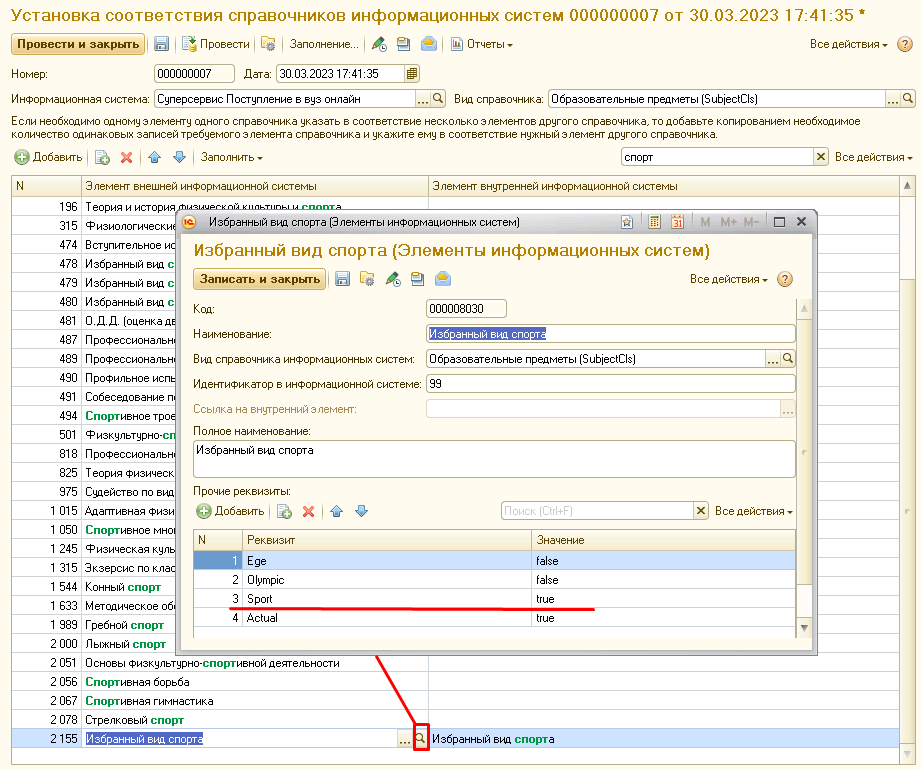 Установка соответствия справочников информационных систем 000000007 от 30.03.2023 17:41:35 *
Провести и закрыть Провести Заполнение... Отчеты Все действия ?
Номер: 000000007 Дата: 30.03.2023 17:41:35
Информационная система: Суперсервис Поступление в вуз онлайн ... Вид справочника: Образовательные предметы (SubjectCls) ...
Если необходимо одному элементу одного справочника указать в соответствие несколько элементов другого справочника, то добавьте копированием необходимое
количество одинаковых записей требуемого элемента справочника и укажите ему в соответствие нужный элемент другого справочника.
Добавить Заполнить спорт Все действия
N Элемент внешней информационной системы Элемент внутренней информационной системы
196 Теория и история физической культуры и спорта
315 Физиологические
474 Вступительное ис
478 Избранный вид с
479 Избранный вид с
480 Избранный вид с
481 О.Д.Д. (оценка дв
487 Профессионально
489 Профессионально
490 Профильное испы
491 Собеседование п
494 Спортивное трое
501 Физкультурно-сп
818 Профессионально
825 Теория физическ
975 Судейство по вид
1 015 Адаптивная физи
1 050 Спортивное мно
1 245 Физическая куль
1 315 Экзерсис по клас
1 544 Конный спорт
1 633 Методическое обе
1 989 Гребной спорт
2 000 Лыжный спорт
2 051 Основы физкультурно-спортивной деятельности
2 056 Спортивная борьба
2 067 Спортивная гимнастика
2 078 Стрелковый спорт
2 155 Избранный вид спорта ... Избранный вид спорта
Избранный вид спорта (Элементы информационных систем) M M+ M-
Избранный вид спорта (Элементы информационных систем)
Записать и закрыть Все действия ?
Код: 000008030
Наименование: Избранный вид спорта
Вид справочника информационных систем: Образовательные предметы (SubjectCls) ...
Идентификатор в информационной системе: 99
Ссылка на внутренний элемент: ...
Полное наименование:
Избранный вид спорта
Прочие реквизиты:
Добавить Поиск (Ctrl+F) Все действия
N Реквизит Значение
1 Ege false
2 Olympic false
3 Sport true
4 Actual true